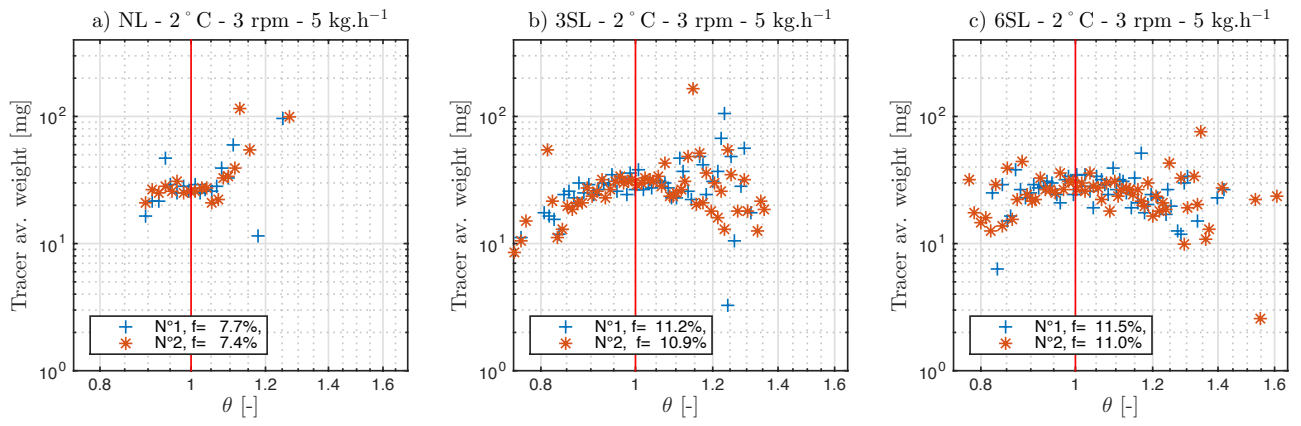 a) NL - 2°C - 3 rpm - 5 kg.h⁻¹
Tracer av. weight [mg]
10²
10¹
10⁰
N°1, f= 7.7%,
N°2, f= 7.4%
0.8 1 1.2 1.4 1.6
θ [-]
b) 3SL - 2°C - 3 rpm - 5 kg.h⁻¹
Tracer av. weight [mg]
10²
10¹
10⁰
N°1, f= 11.2%,
N°2, f= 10.9%
0.8 1 1.2 1.4 1.6
θ [-]
c) 6SL - 2°C - 3 rpm - 5 kg.h⁻¹
Tracer av. weight [mg]
10²
10¹
10⁰
N°1, f= 11.5%,
N°2, f= 11.0%
0.8 1 1.2 1.4 1.6
θ [-]